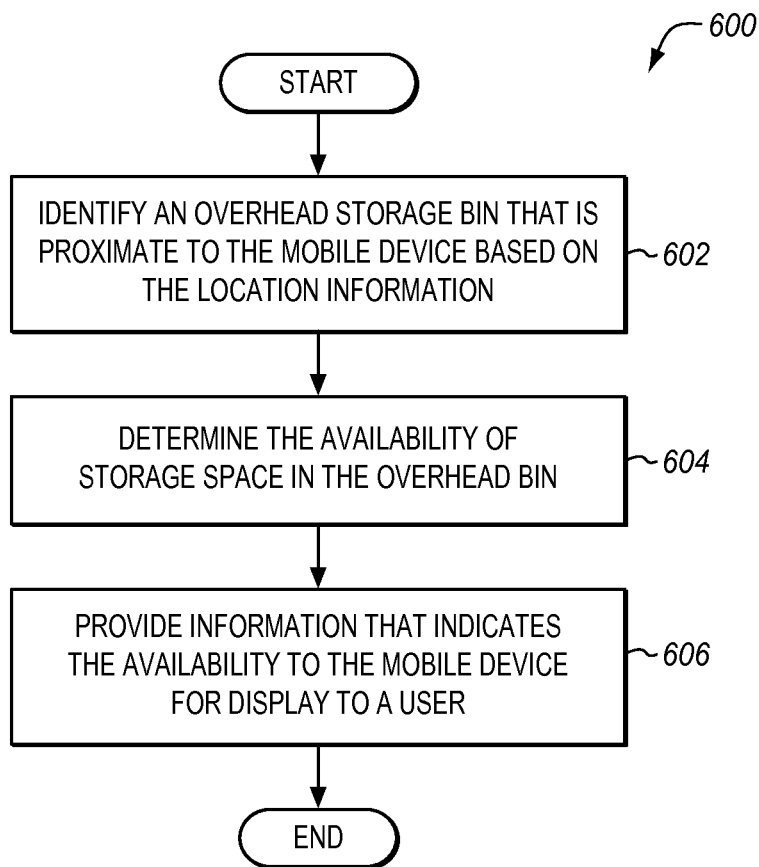 600
START
IDENTIFY AN OVERHEAD STORAGE BIN THAT IS
PROXIMATE TO THE MOBILE DEVICE BASED ON
THE LOCATION INFORMATION
602
DETERMINE THE AVAILABILITY OF
STORAGE SPACE IN THE OVERHEAD BIN
604
PROVIDE INFORMATION THAT INDICATES
THE AVAILABILITY TO THE MOBILE DEVICE
FOR DISPLAY TO A USER
606
END